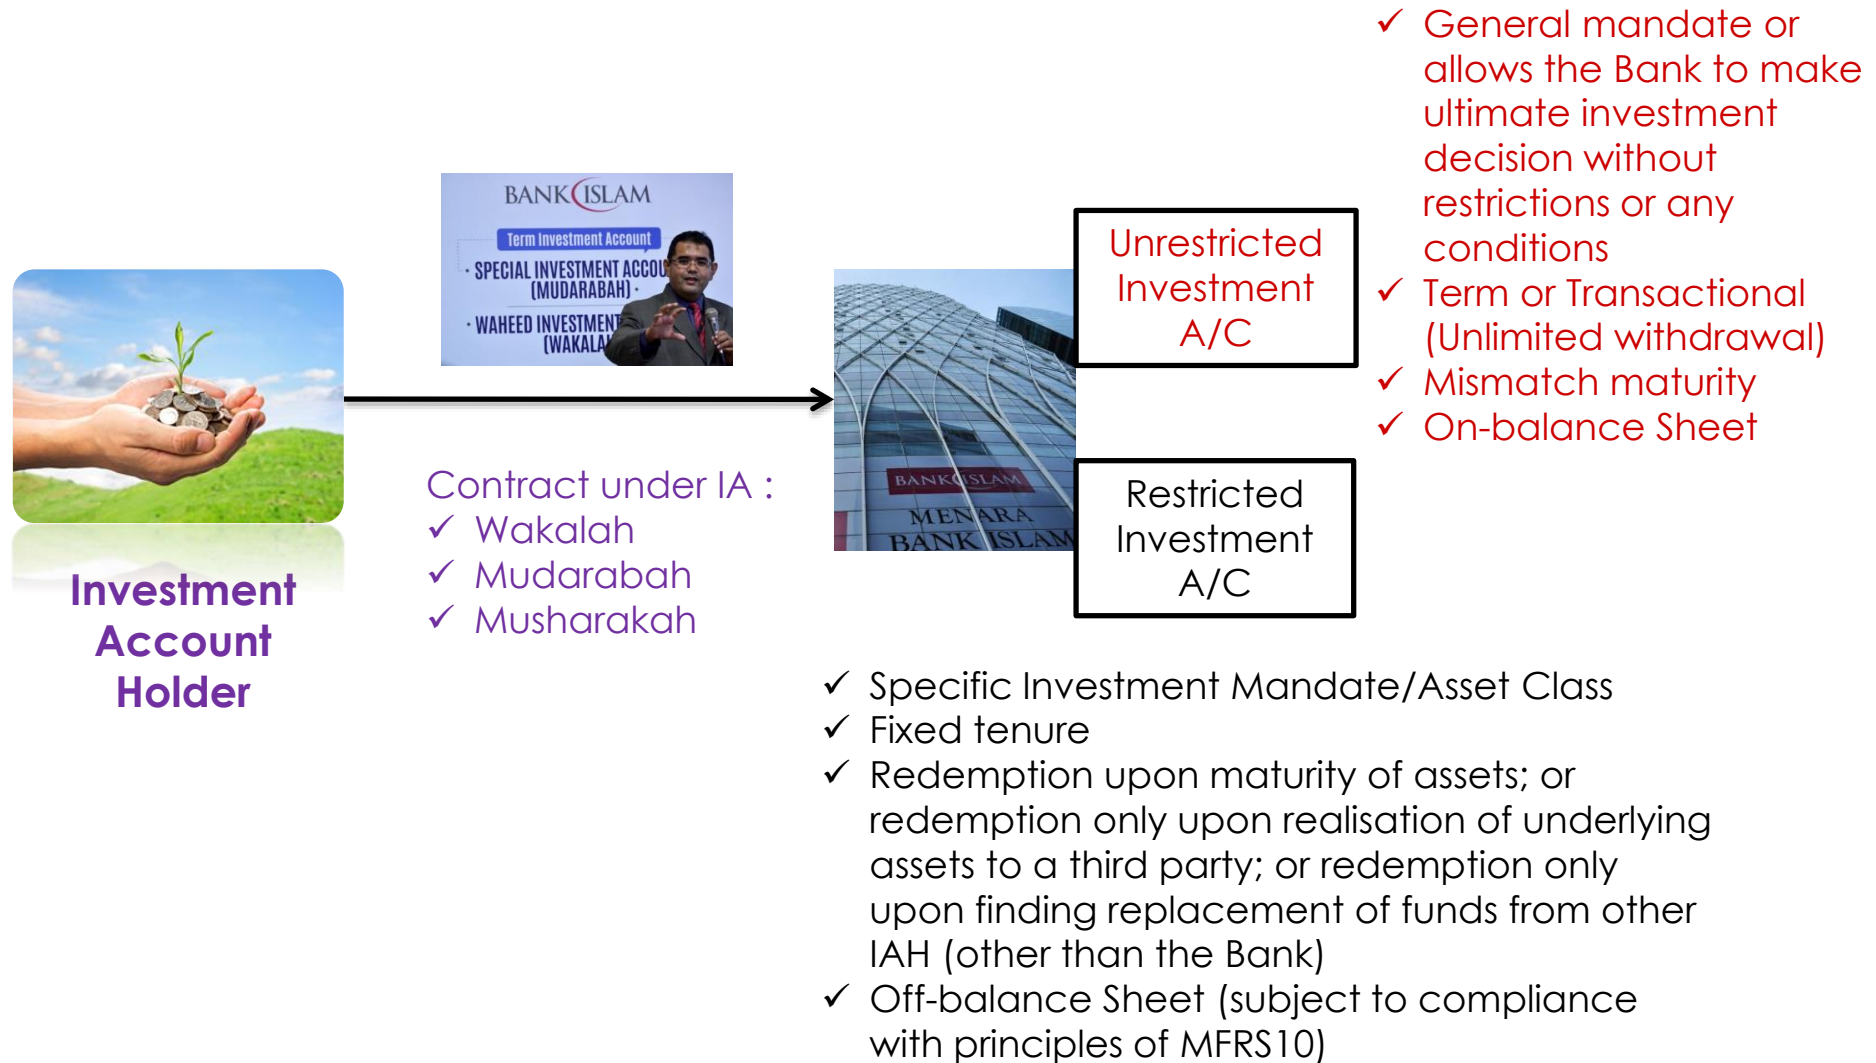 BANK ISLAM
Term Investment Account
• SPECIAL INVESTMENT
(MUDARABAH) •
• WAHEED INVESTMENT
Investment
Account
Holder
Contract under IA :
✓ Wakalah
✓ Mudarabah
✓ Musharakah
BANK ISLAM
MENARA
BANK ISLAM
Unrestricted
Investment
A/C
✓ General mandate or
allows the Bank to make
ultimate investment
decision without
restrictions or any
conditions
✓ Term or Transactional
(Unlimited withdrawal)
✓ Mismatch maturity
✓ On-balance Sheet
Restricted
Investment
A/C
✓ Specific Investment Mandate/Asset Class
✓ Fixed tenure
✓ Redemption upon maturity of assets; or
redemption only upon realisation of underlying
assets to a third party; or redemption only
upon finding replacement of funds from other
IAH (other than the Bank)
✓ Off-balance Sheet (subject to compliance
with principles of MFRS10)